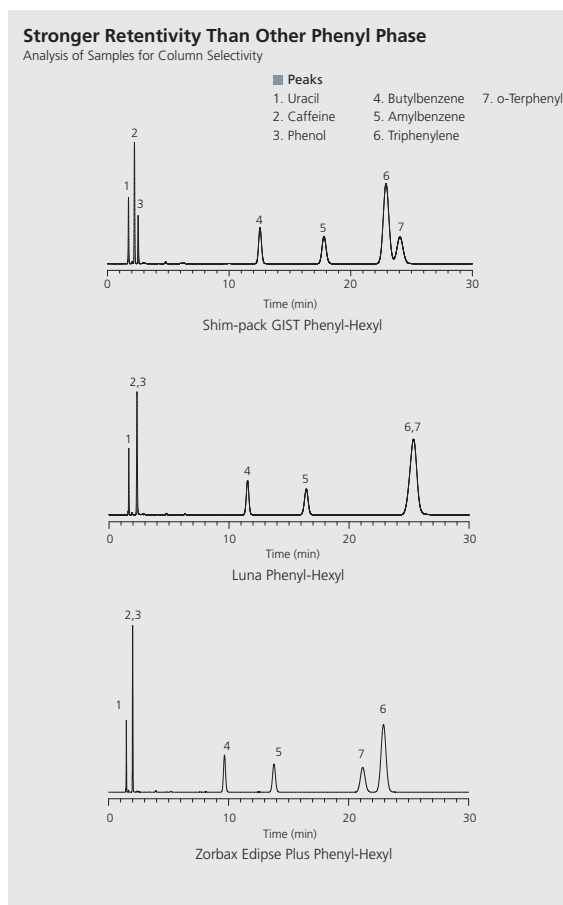 Stronger Retentivity Than Other Phenyl Phase
Analysis of Samples for Column Selectivity
Peaks
1. Uracil 4. Butylbenzene 7. o-Terphenyl
2. Caffeine 5. Amylbenzene
3. Phenol 6. Triphenylene
2
1
3
4
5
6
7
0 10 20 30
Time (min)
Shim-pack GIST Phenyl-Hexyl
2,3
1
4
5
6,7
0 10 20 30
Time (min)
Luna Phenyl-Hexyl
2,3
1
4
5
7
6
0 10 20 30
Time (min)
Zorbax Edipse Plus Phenyl-Hexyl